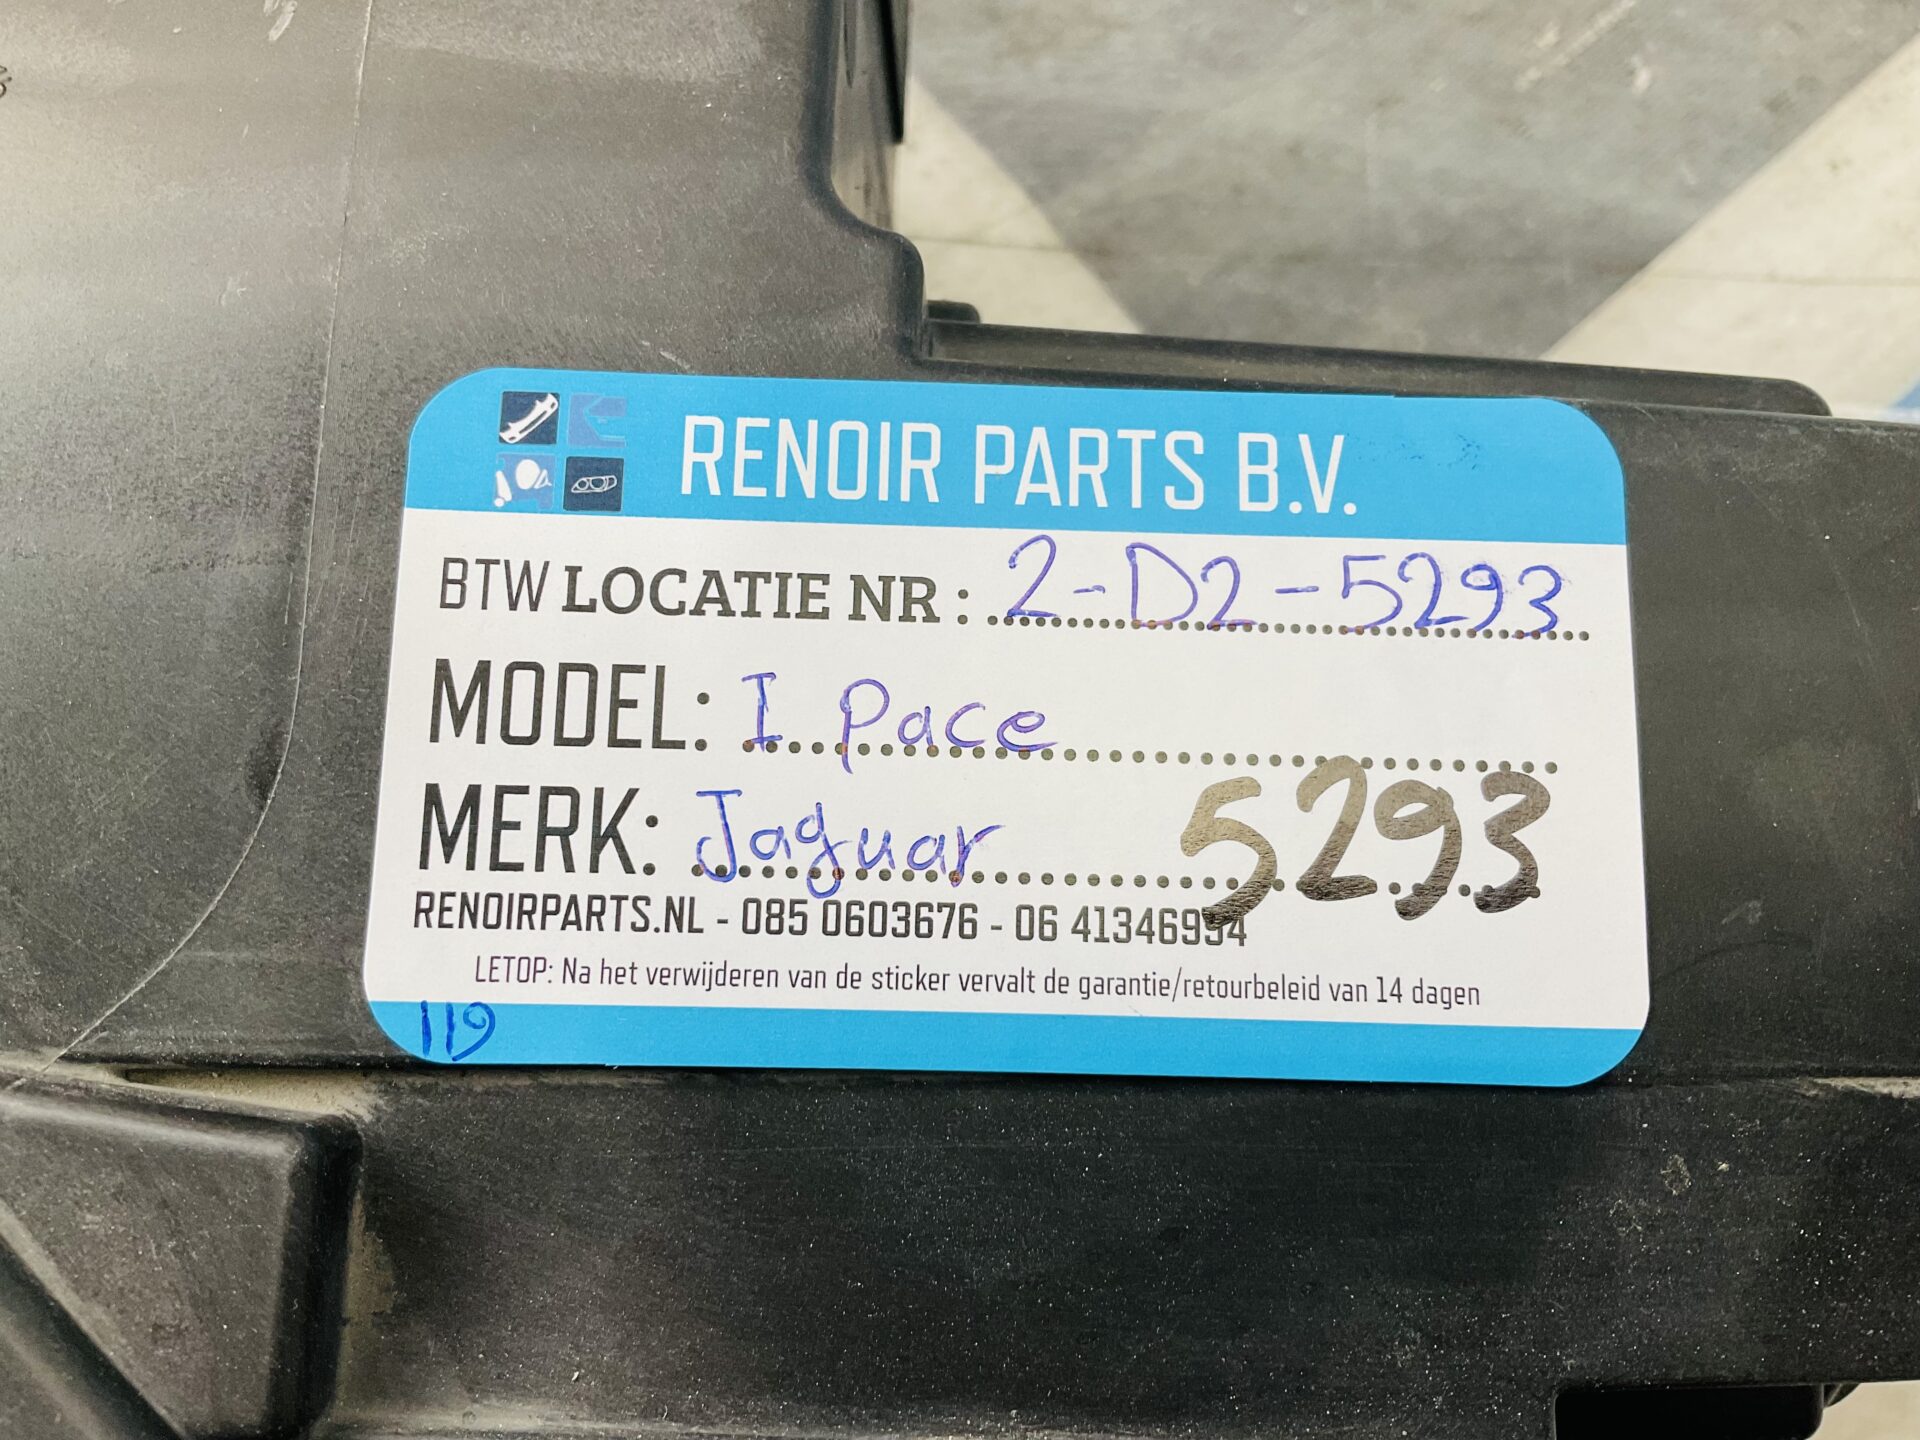 RENOIR PARTS B.V.
BTW LOCATIE NR : 2-D2-5293
MODEL: I Pace
MERK: Jaguar
5293
RENOIRPARTS.NL - 085 0603676 - 06 41346994
LETOP: Na het verwijderen van de sticker vervalt de garantie/retourbeleid van 14 dagen
119